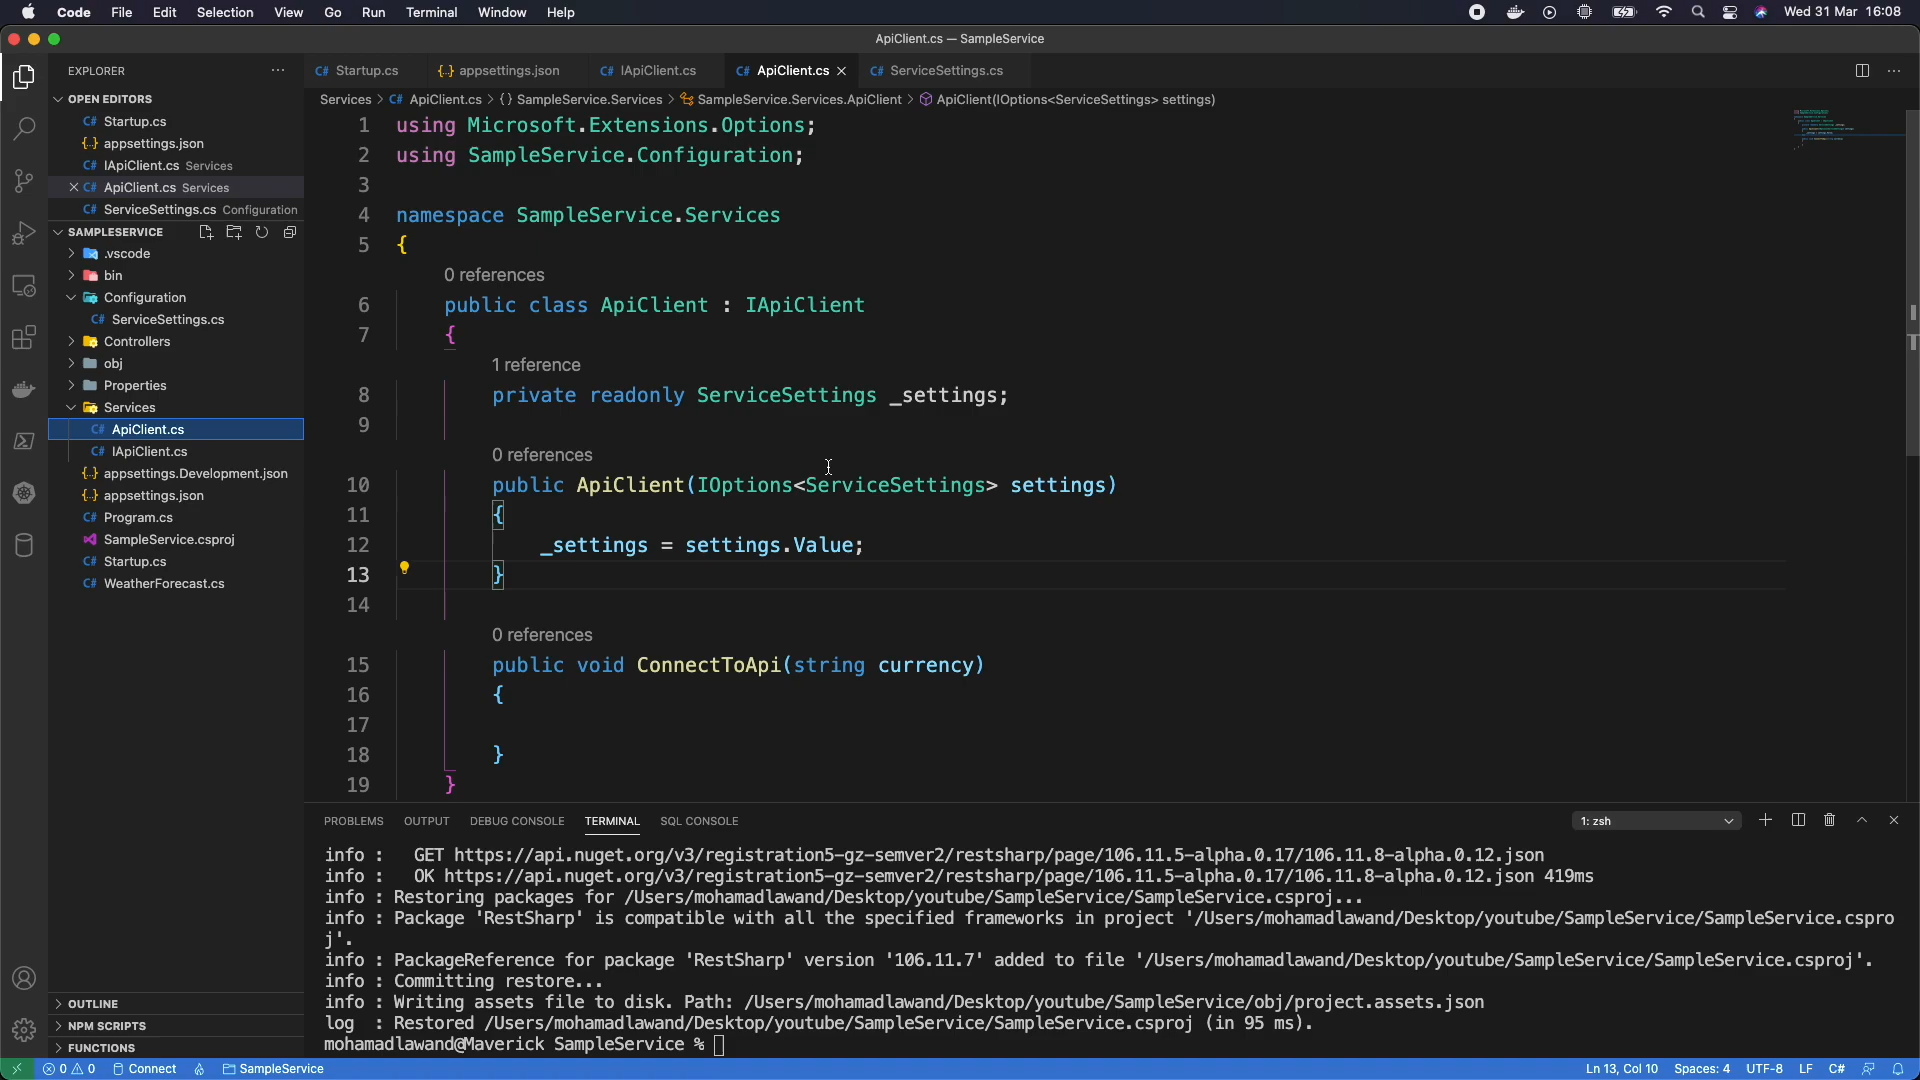 Code File Edit Selection View Go Run Terminal Window Help Wed 31 Mar 16:08
ApiClient.cs — SampleService
EXPLORER
Startup.cs appsettings.json IApiClient.cs ApiClient.cs ServiceSettings.cs
Services > ApiClient.cs > {} SampleService.Services > SampleService.Services.ApiClient > ApiClient(IOptions<ServiceSettings> settings)
OPEN EDITORS
C# Startup.cs
{..} appsettings.json
C# IApiClient.cs Services
C# ApiClient.cs Services
C# ServiceSettings.cs Configuration
SAMPLESERVICE
.vscode
bin
Configuration
C# ServiceSettings.cs
Controllers
obj
Properties
Services
C# ApiClient.cs
C# IApiClient.cs
{..} appsettings.Development.json
{..} appsettings.json
C# Program.cs
SampleService.csproj
C# Startup.cs
C# WeatherForecast.cs
OUTLINE
NPM SCRIPTS
FUNCTIONS
1 using Microsoft.Extensions.Options;
2 using SampleService.Configuration;
3
4 namespace SampleService.Services
5 {
0 references
6 public class ApiClient : IApiClient
7 {
1 reference
8 private readonly ServiceSettings _settings;
9
0 references
10 public ApiClient(IOptions<ServiceSettings> settings)
11 {
12 _settings = settings.Value;
13 }
14
0 references
15 public void ConnectToApi(string currency)
16 {
17
18 }
19 }
PROBLEMS OUTPUT DEBUG CONSOLE TERMINAL SQL CONSOLE 1: zsh
info : GET https://api.nuget.org/v3/registration5-gz-semver2/restsharp/page/106.11.5-alpha.0.17/106.11.8-alpha.0.12.json
info : OK https://api.nuget.org/v3/registration5-gz-semver2/restsharp/page/106.11.5-alpha.0.17/106.11.8-alpha.0.12.json 419ms
info : Restoring packages for /Users/mohamadlawand/Desktop/youtube/SampleService/SampleService.csproj...
info : Package 'RestSharp' is compatible with all the specified frameworks in project '/Users/mohamadlawand/Desktop/youtube/SampleService/SampleService.cspro
j'.
info : PackageReference for package 'RestSharp' version '106.11.7' added to file '/Users/mohamadlawand/Desktop/youtube/SampleService/SampleService.csproj'.
info : Committing restore...
info : Writing assets file to disk. Path: /Users/mohamadlawand/Desktop/youtube/SampleService/obj/project.assets.json
log : Restored /Users/mohamadlawand/Desktop/youtube/SampleService/SampleService.csproj (in 95 ms).
mohamadlawand@Maverick SampleService %
0 0 Connect SampleService Ln 13, Col 10 Spaces: 4 UTF-8 LF C#